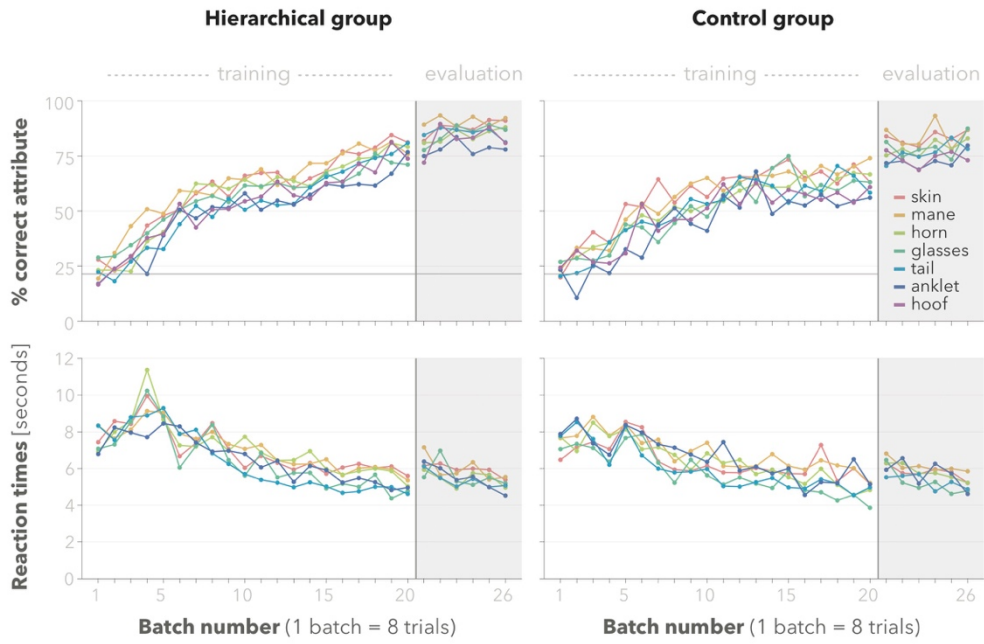 Hierarchical group
Control group
training
evaluation
training
evaluation
% correct attribute
100
75
50
25
0
skin
mane
horn
glasses
tail
anklet
hoof
Reaction times [seconds]
12
10
8
6
4
2
0
1
5
10
15
20
26
1
5
10
15
20
26
Batch number (1 batch = 8 trials)
Batch number (1 batch = 8 trials)